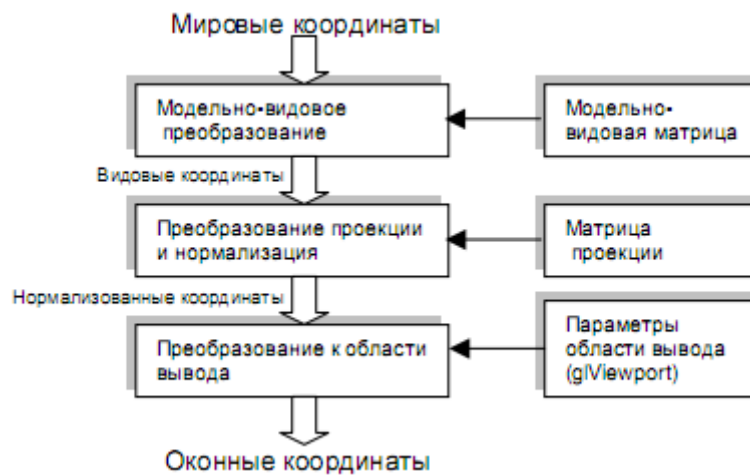 Мировые координаты
Модельно-видовое
преобразование
Модельно-
видовая матрица
Видовые координаты
Преобразование проекции
и нормализация
Матрица
проекции
Нормализованные координаты
Преобразование к области
вывода
Параметры
области вывода
(glViewport)
Оконные координаты